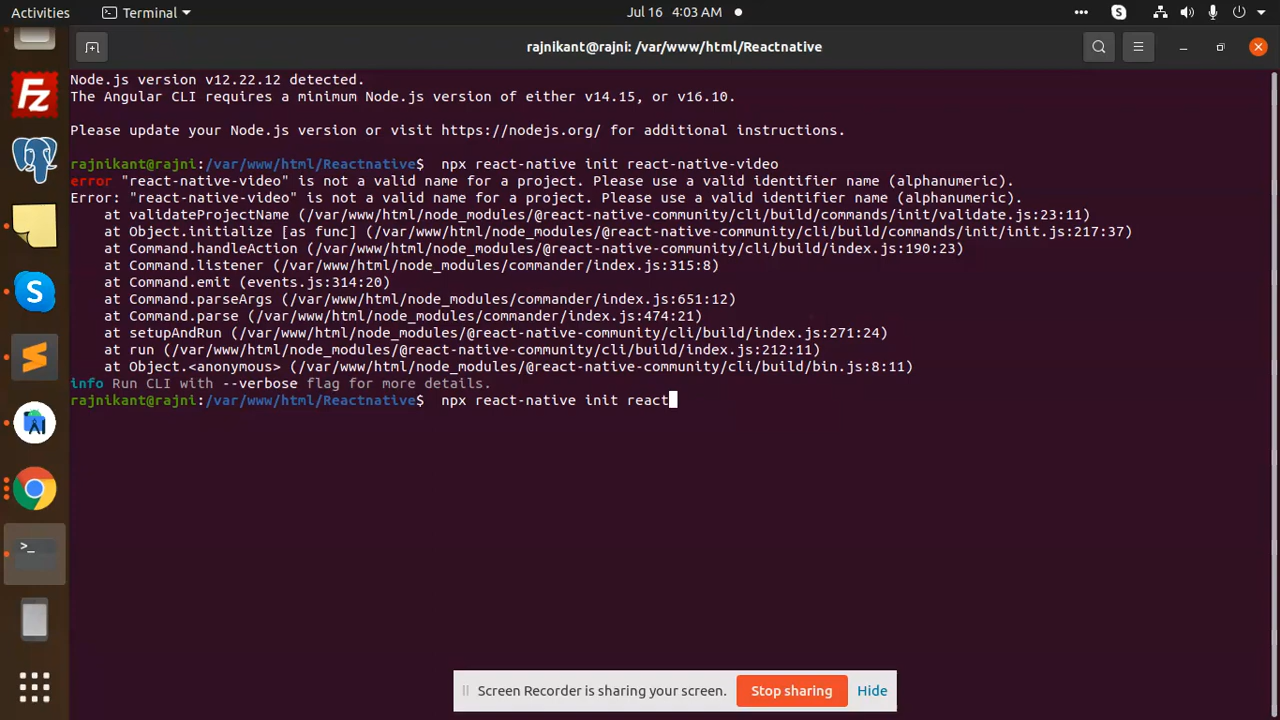 Activities
Terminal
Jul 16 4:03 AM
rajnikant@rajni: /var/www/html/Reactnative
Node.js version v12.22.12 detected.
The Angular CLI requires a minimum Node.js version of either v14.15, or v16.10.
Please update your Node.js version or visit https://nodejs.org/ for additional instructions.
rajnikant@rajni:/var/www/html/Reactnative$  npx react-native init react-native-video
error "react-native-video" is not a valid name for a project. Please use a valid identifier name (alphanumeric).
Error: "react-native-video" is not a valid name for a project. Please use a valid identifier name (alphanumeric).
    at validateProjectName (/var/www/html/node_modules/@react-native-community/cli/build/commands/init/validate.js:23:11)
    at Object.initialize [as func] (/var/www/html/node_modules/@react-native-community/cli/build/commands/init/init.js:217:37)
    at Command.handleAction (/var/www/html/node_modules/@react-native-community/cli/build/index.js:190:23)
    at Command.listener (/var/www/html/node_modules/commander/index.js:315:8)
    at Command.emit (events.js:314:20)
    at Command.parseArgs (/var/www/html/node_modules/commander/index.js:651:12)
    at Command.parse (/var/www/html/node_modules/commander/index.js:474:21)
    at setupAndRun (/var/www/html/node_modules/@react-native-community/cli/build/index.js:271:24)
    at run (/var/www/html/node_modules/@react-native-community/cli/build/index.js:212:11)
    at Object.<anonymous> (/var/www/html/node_modules/@react-native-community/cli/build/bin.js:8:11)
info Run CLI with --verbose flag for more details.
rajnikant@rajni:/var/www/html/Reactnative$  npx react-native init react
Screen Recorder is sharing your screen.
Stop sharing
Hide